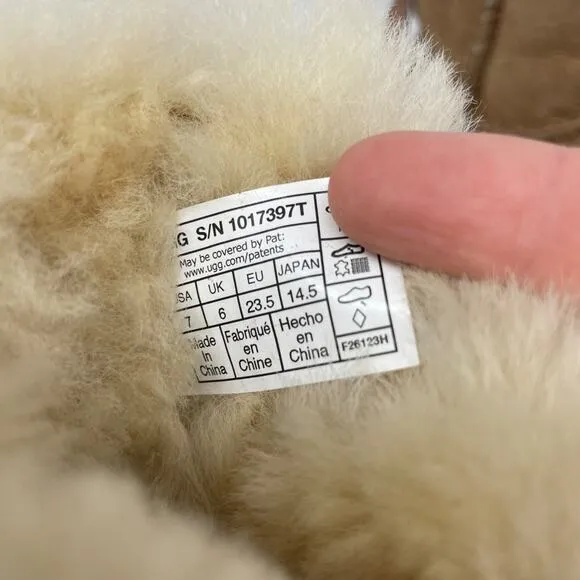 G S/N 1017397T
May be covered by Pat:
www.ugg.com/patents
SA UK EU JAPAN
7 6 23.5 14.5
Made in China
Fabriqué en Chine
Hecho en China
F26123H